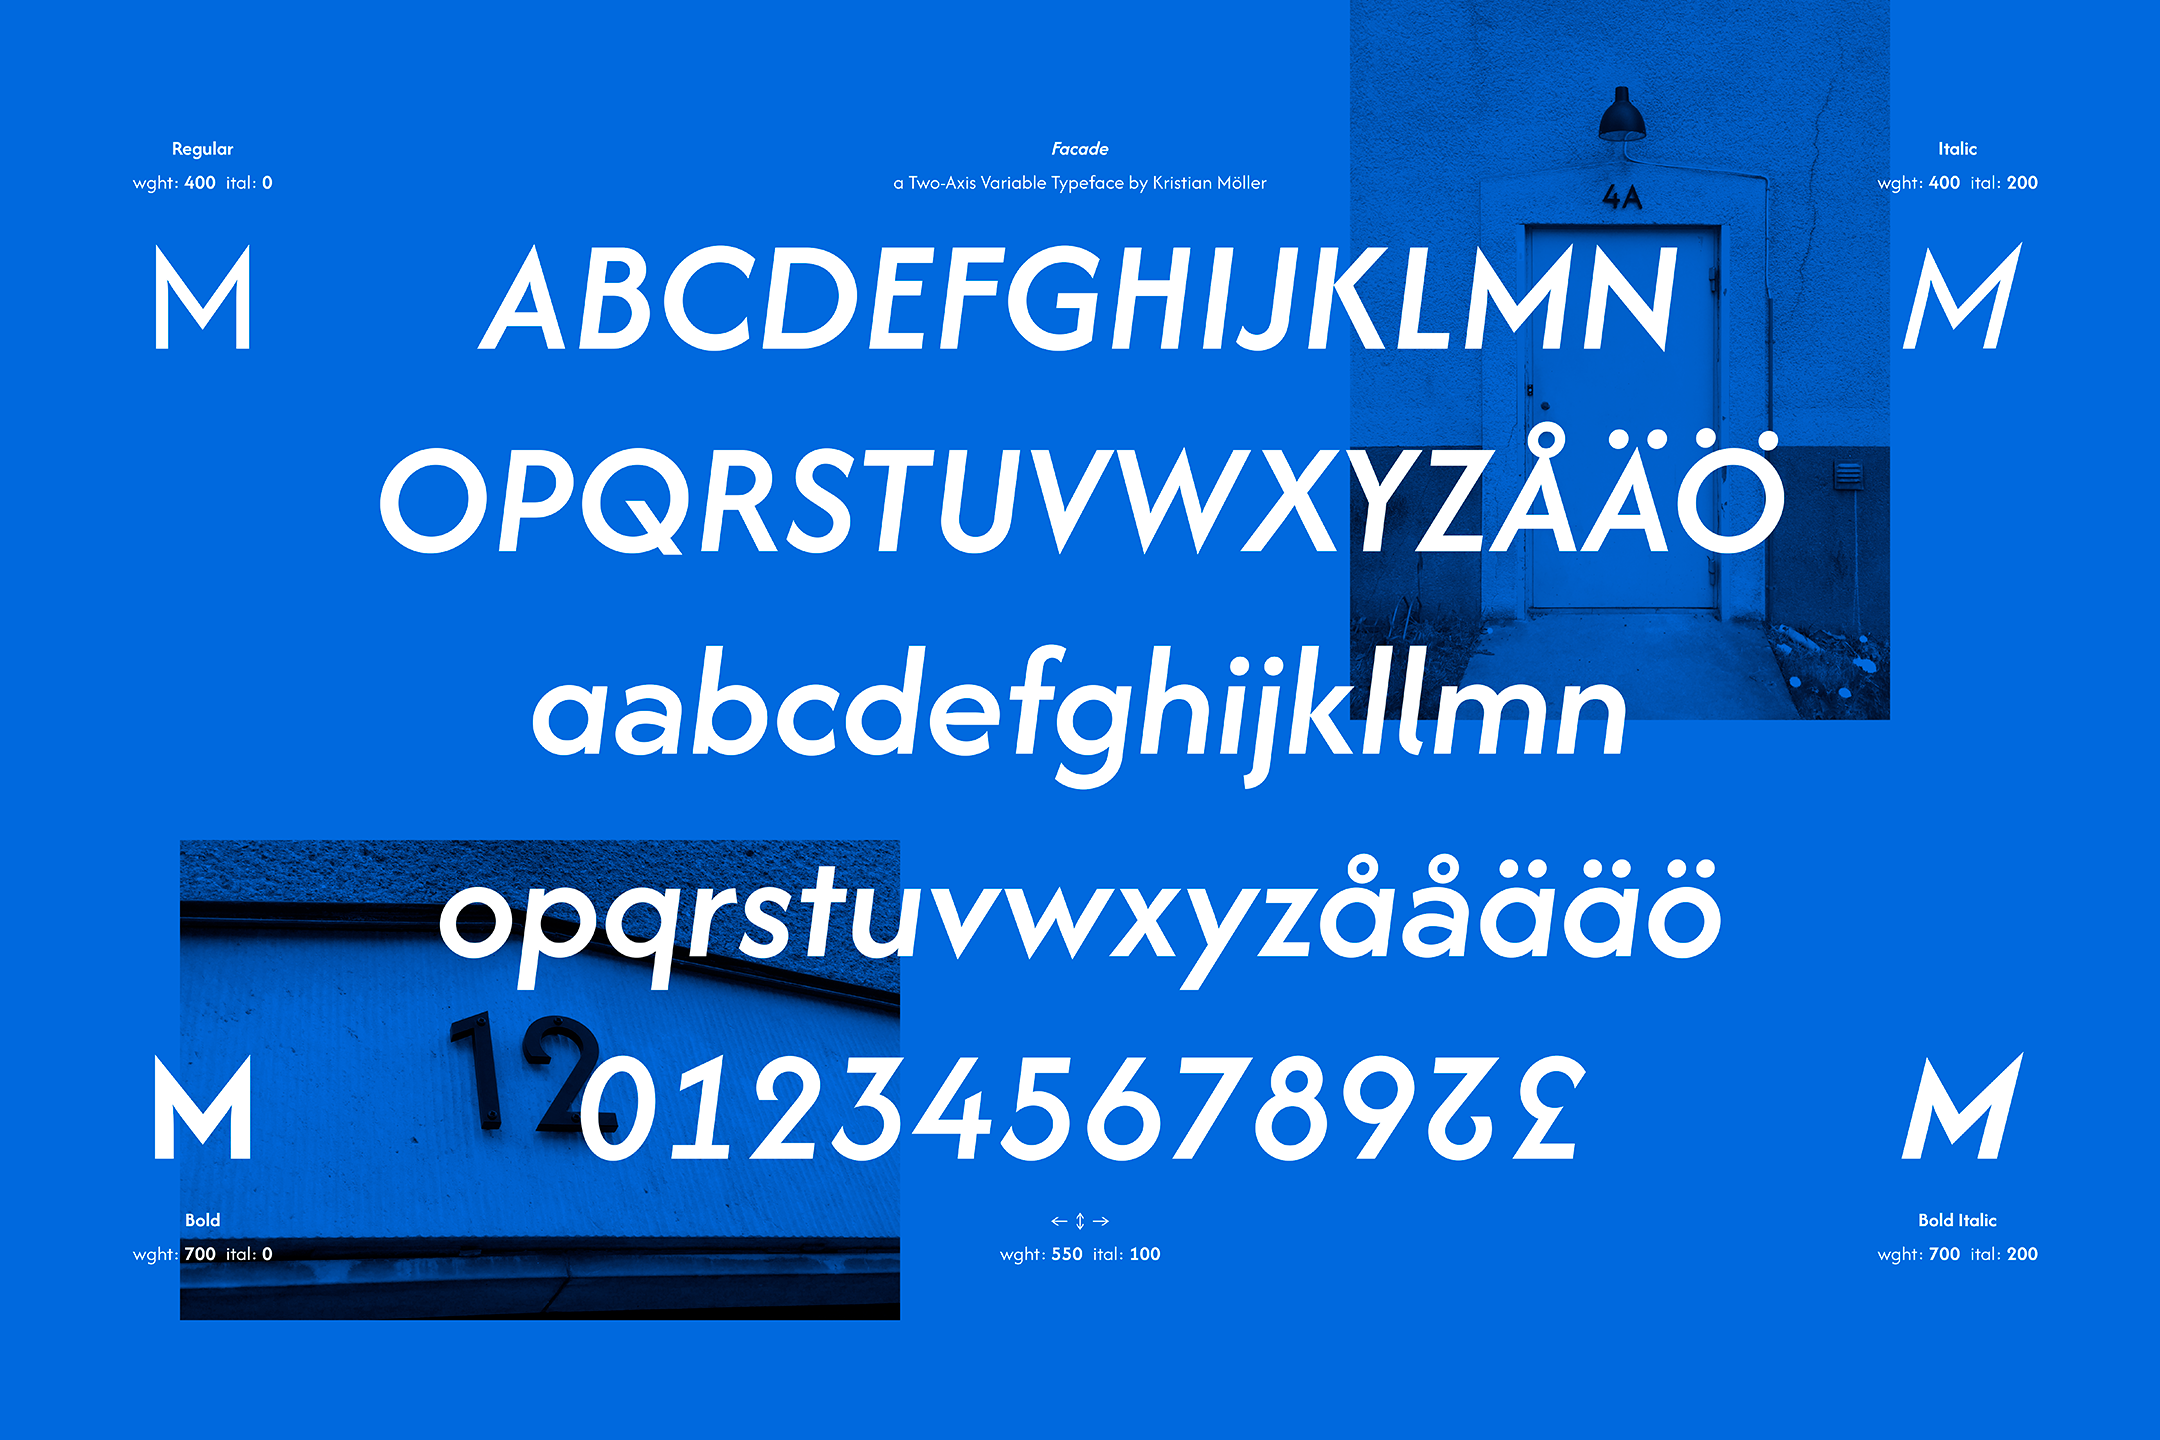 Regular
wght: 400 ital: 0
Facade
a Two-Axis Variable Typeface by Kristian Möller
Italic
wght: 400 ital: 200
4A
M
ABCDEFGHIJKLMN
M
OPQRSTUVWXYZÅÄÖ
aabcdefghijkllmn
opqrstuvwxyzååääö
12
M
0123456789
M
Bold
wght: 700 ital: 0
← ↕ →
wght: 550 ital: 100
Bold Italic
wght: 700 ital: 200